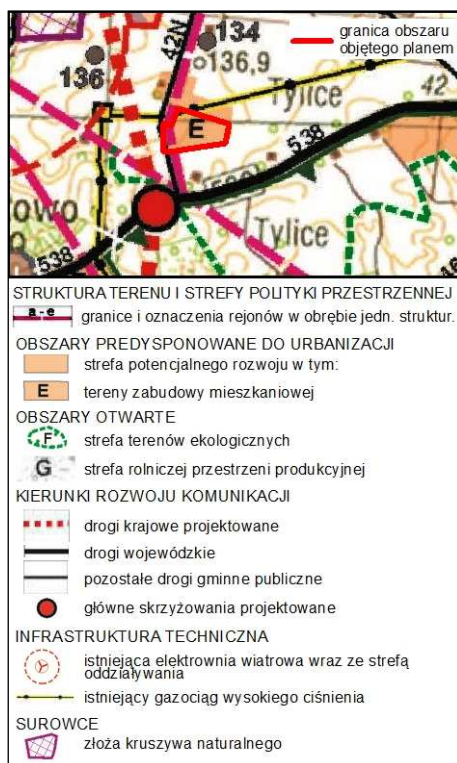 134
42N
granica obszaru
objętego planem
136
136,9
Tylice
42
E
538
owo
538
Tylice
STRUKTURA TERENU I STREFY POLITYKI PRZESTRZENNEJ
a - e granice i oznaczenia rejonów w obrębie jedn. struktur.
OBSZARY PREDYSPONOWANE DO URBANIZACJI
strefa potencjalnego rozwoju w tym:
E tereny zabudowy mieszkaniowej
OBSZARY OTWARTE
F strefa terenów ekologicznych
G strefa rolniczej przestrzeni produkcyjnej
KIERUNKI ROZWOJU KOMUNIKACJI
drogi krajowe projektowane
drogi wojewódzkie
pozostałe drogi gminne publiczne
główne skrzyżowania projektowane
INFRASTRUKTURA TECHNICZNA
istniejąca elektrownia wiatrowa wraz ze strefą
oddziaływania
istniejący gazociąg wysokiego ciśnienia
SUROWCE
złoża kruszywa naturalnego